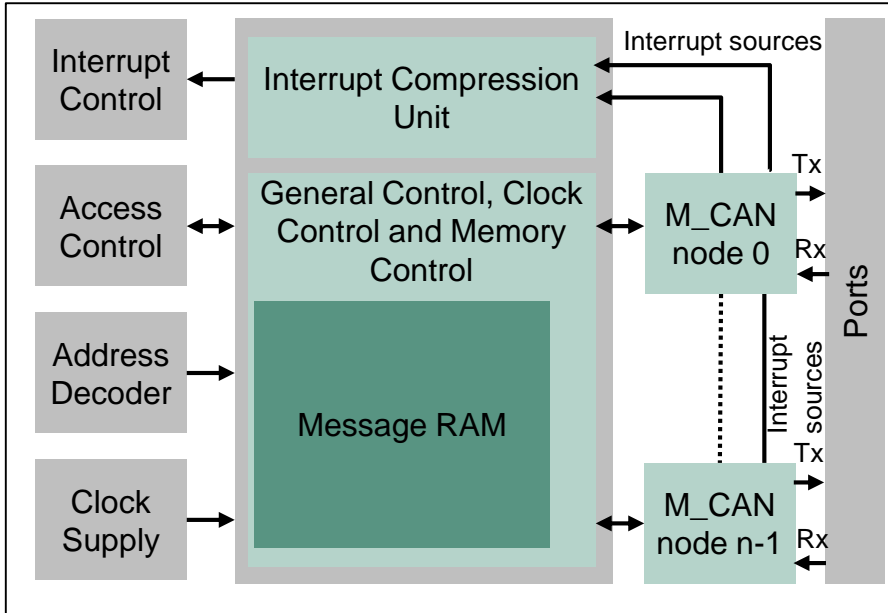 Interrupt
Control
Access
Control
Address
Decoder
Clock
Supply
Interrupt Compression
Unit
General Control, Clock
Control and Memory
Control
Message RAM
Interrupt sources
M_CAN
node 0
Tx
Rx
Interrupt
sources
M_CAN
node n-1
Tx
Rx
Ports